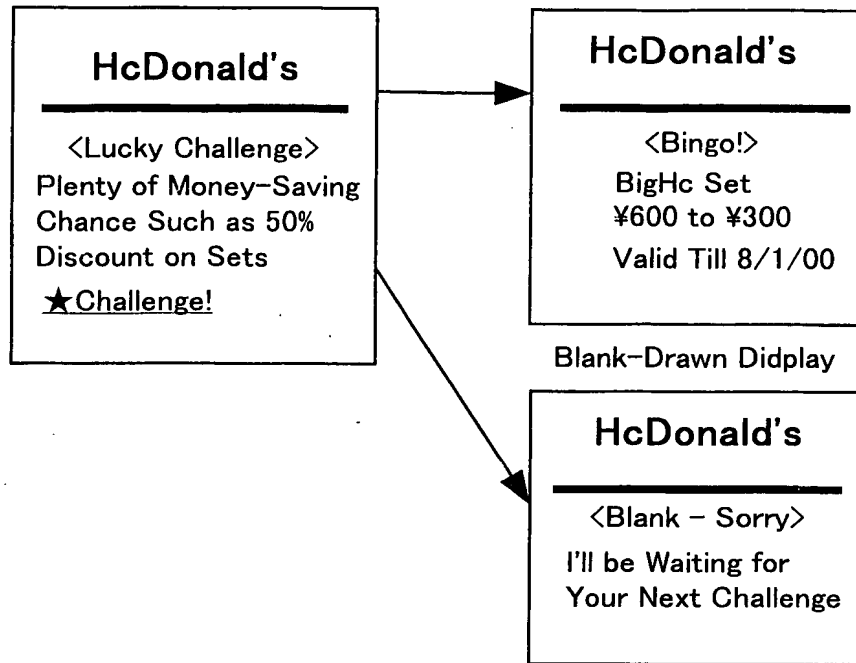 HcDonald's
<Lucky Challenge>
Plenty of Money-Saving
Chance Such as 50%
Discount on Sets
★Challenge!
HcDonald's
<Bingo!>
BigHc Set
¥600 to ¥300
Valid Till 8/1/00
Blank-Drawn Didplay
HcDonald's
<Blank - Sorry>
I'll be Waiting for
Your Next Challenge